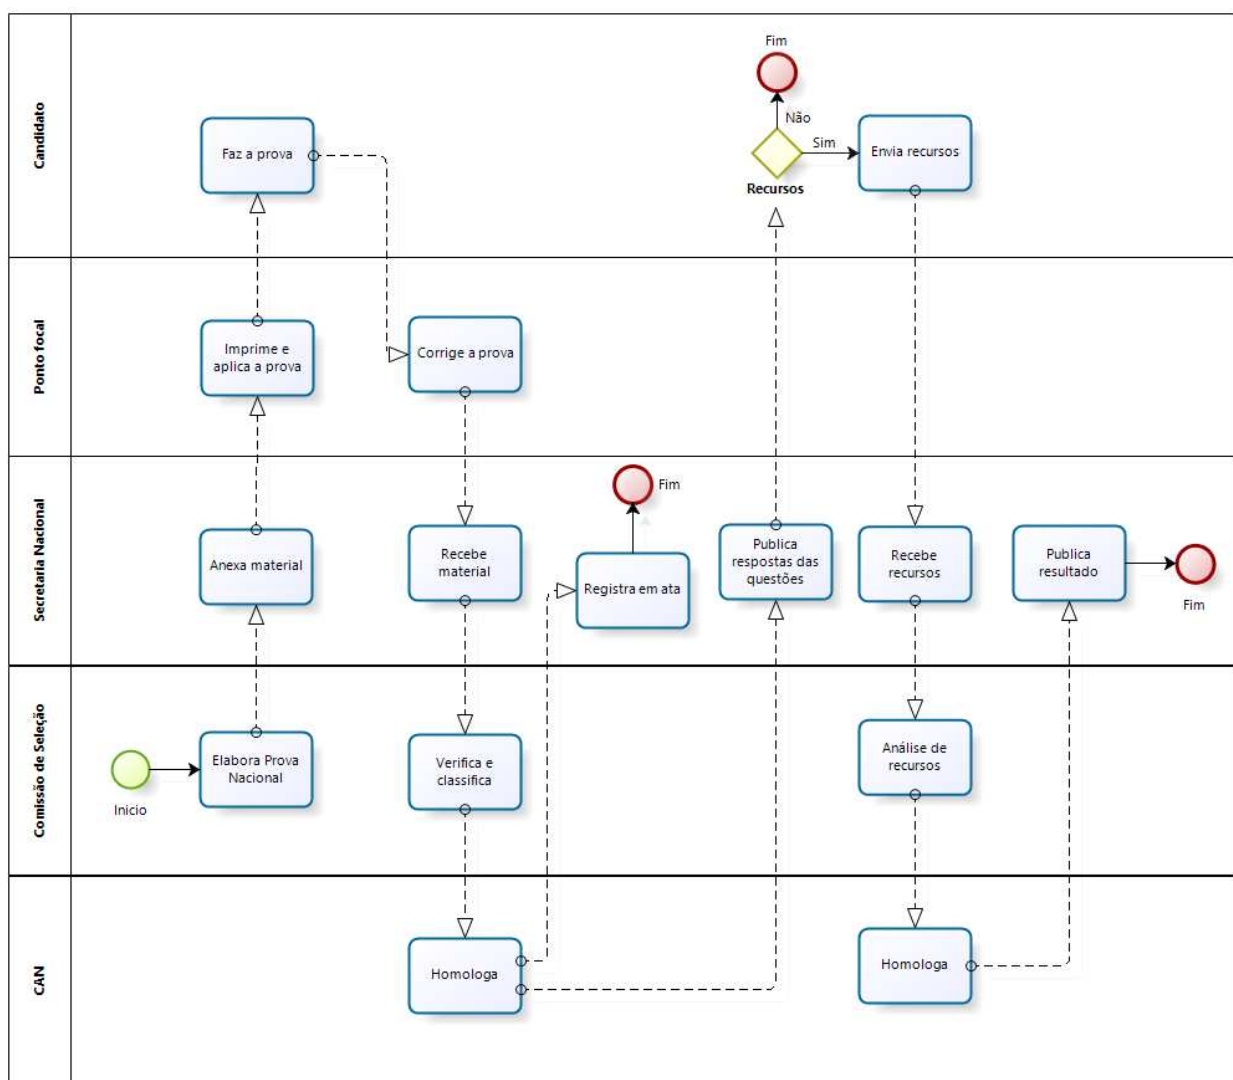 Candidato
Fim
Não
Sim
Recursos
Faz a prova
Envia recursos
Ponto focal
Imprime e
aplica a prova
Corrige a prova
Secretaria Nacional
Fim
Anexa material
Recebe
material
Registra em ata
Publica
respostas das
questões
Recebe
recursos
Publica
resultado
Fim
Comissão de Seleção
Inicio
Elabora Prova
Nacional
Verifica e
classifica
Análise de
recursos
CAN
Homologa
Homologa